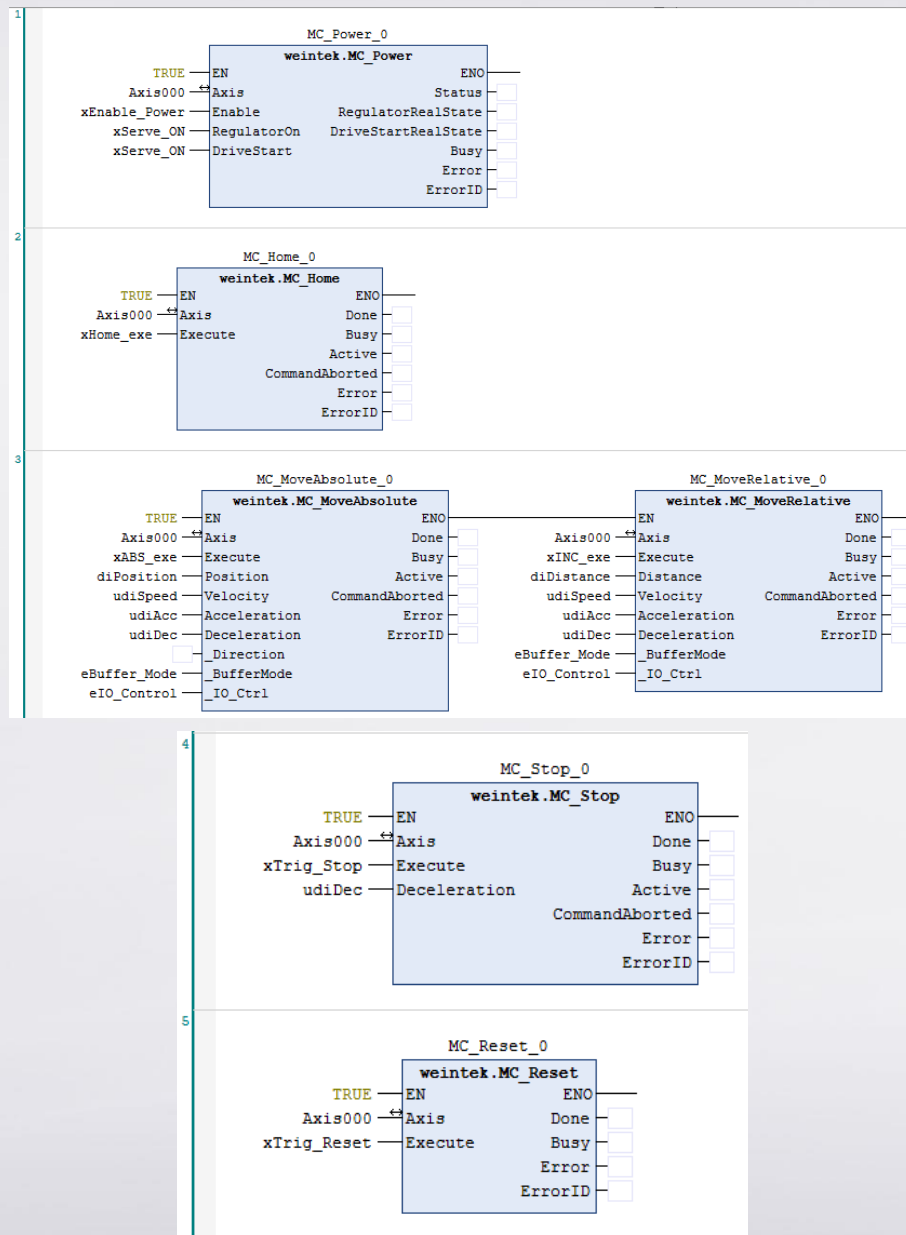 1
MC_Power_0
weintek.MC_Power
TRUE EN ENO
Axis000 Axis Status
xEnable_Power Enable RegulatorRealState
xServe_ON RegulatorOn DriveStartRealState
xServe_ON DriveStart Busy
Error
ErrorID
2
MC_Home_0
weintek.MC_Home
TRUE EN ENO
Axis000 Axis Done
xHome_exe Execute Busy
Active
CommandAborted
Error
ErrorID
3
MC_MoveAbsolute_0 MC_MoveRelative_0
weintek.MC_MoveAbsolute weintek.MC_MoveRelative
TRUE EN ENO EN ENO
Axis000 Axis Done Axis000 Axis Done
xABS_exe Execute Busy xINC_exe Execute Busy
diPosition Position Active diDistance Distance Active
udiSpeed Velocity CommandAborted udiSpeed Velocity CommandAborted
udiAcc Acceleration Error udiAcc Acceleration Error
udiDec Deceleration ErrorID udiDec Deceleration ErrorID
_Direction eBuffer_Mode _BufferMode
eBuffer_Mode _BufferMode eIO_Control _IO_Ctrl
eIO_Control _IO_Ctrl
4
MC_Stop_0
weintek.MC_Stop
TRUE EN ENO
Axis000 Axis Done
xTrig_Stop Execute Busy
udiDec Deceleration Active
CommandAborted
Error
ErrorID
5
MC_Reset_0
weintek.MC_Reset
TRUE EN ENO
Axis000 Axis Done
xTrig_Reset Execute Busy
Error
ErrorID